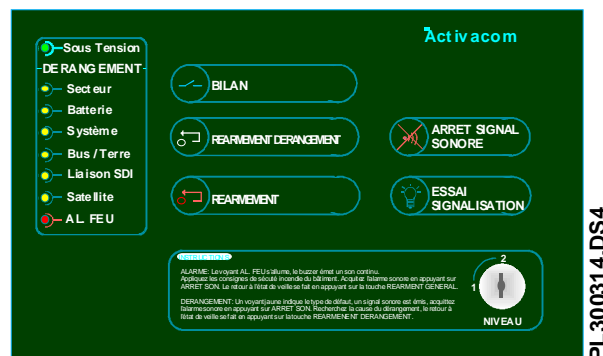 Activacom
Sous Tension
DERANGEMENT
Secteur
Batterie
Système
Bus / Terre
Liaison SDI
Satellite
AL. FEU
BILAN
REARMEMENT DERANGEMENT
REARMEMENT
ARRET SIGNAL
SONORE
ESSAI
SIGNALISATION
INSTRUCTIONS
ALARME: Le voyant AL. FEU s'allume, le buzzer émet un son continu.
Appliquez les consignes de sécuté incendie du bâtiment. Acquitez l'alarme sonore en appuyant sur
ARRET SON. Le retour à l'état de veille se fait en appuyant sur la touche REARMENT GENERAL.
DERANGEMENT: Un voyant jaune indique le type de défaut, un signal sonore est émis, acquittez
l'alarme sonore en appuyant sur ARRET SON. Recherchez la cause du dérangement, le retour à
l'état de veille se fait en appuyant sur la touche REARMENENT DERANGEMENT.
1
2
NIVEAU
PL300314.DS4